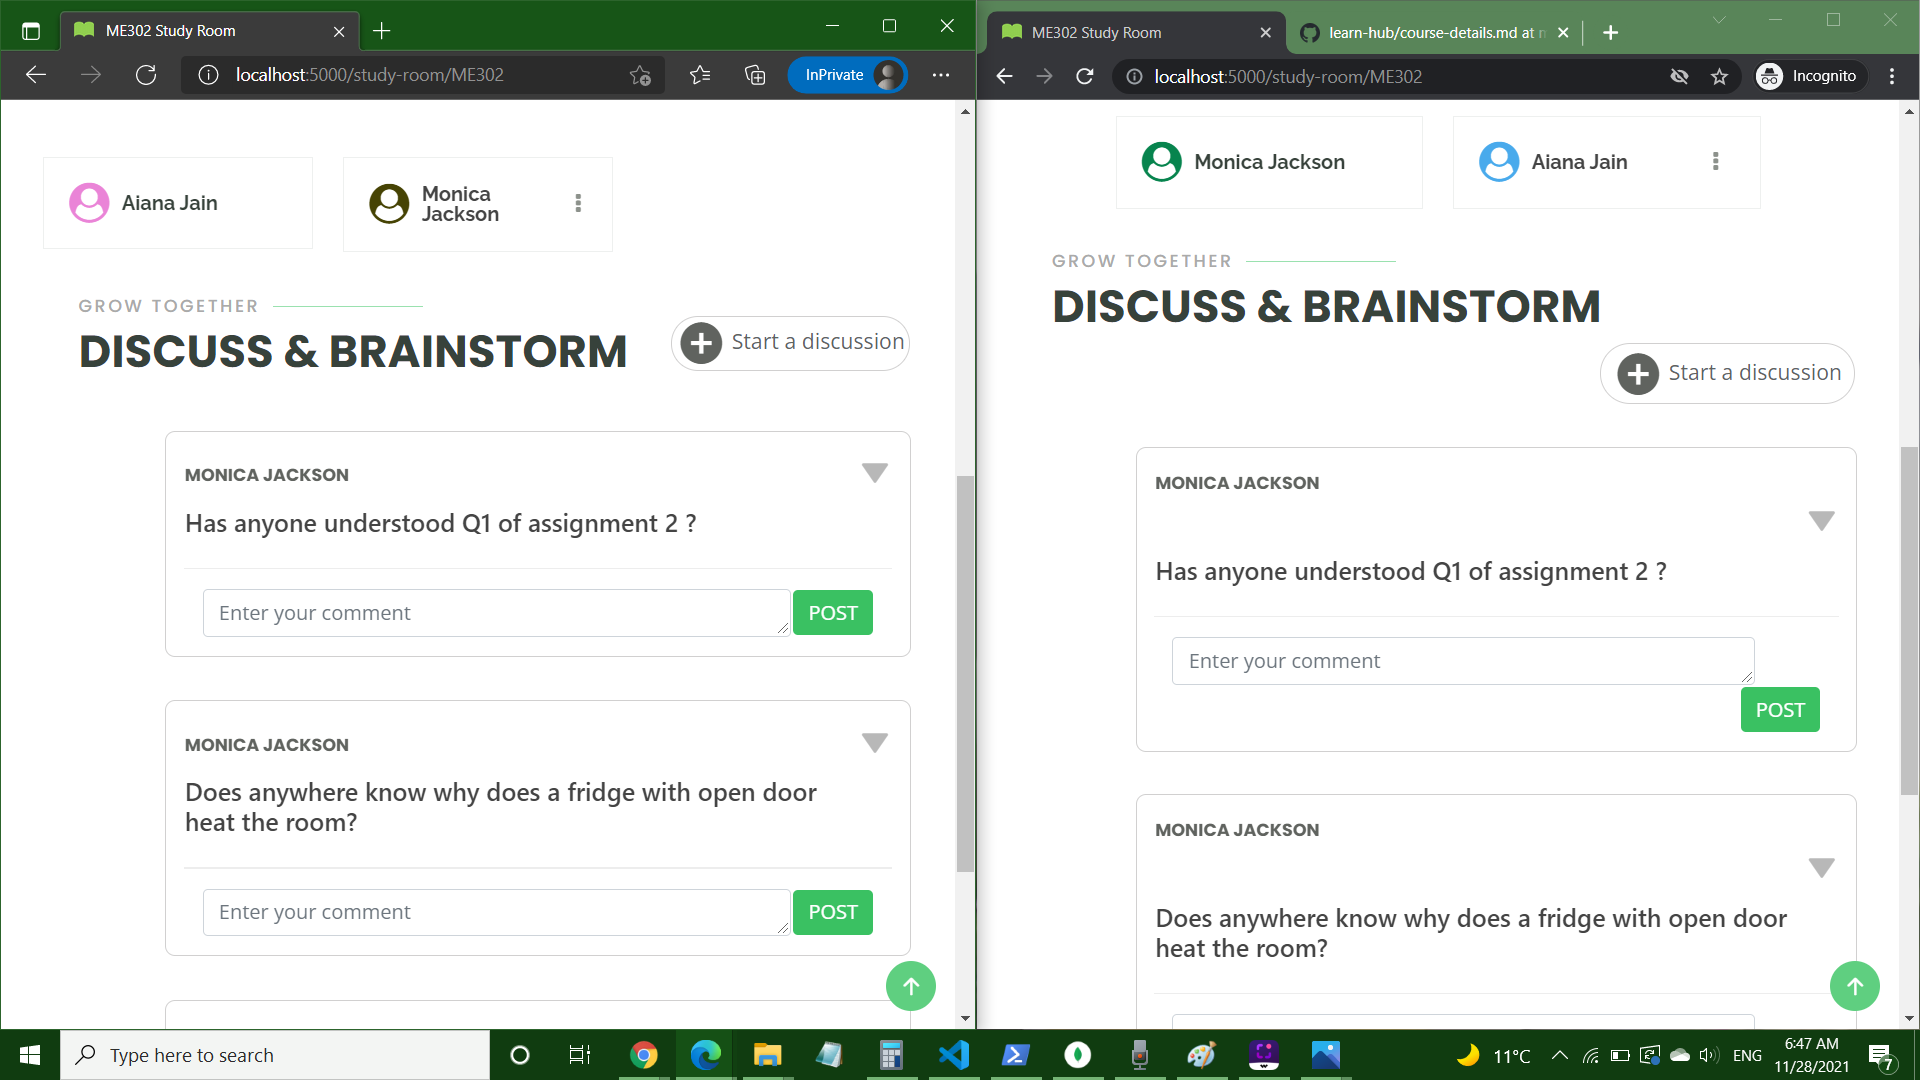 ME302 Study Room
localhost:5000/study-room/ME302
InPrivate
Aiana Jain
Monica
Jackson
GROW TOGETHER
DISCUSS & BRAINSTORM
Start a discussion
MONICA JACKSON
Has anyone understood Q1 of assignment 2 ?
Enter your comment
POST
MONICA JACKSON
Does anywhere know why does a fridge with open door
heat the room?
Enter your comment
POST
ME302 Study Room
learn-hub/course-details.md at
localhost:5000/study-room/ME302
Incognito
Monica Jackson
Aiana Jain
GROW TOGETHER
DISCUSS & BRAINSTORM
Start a discussion
MONICA JACKSON
Has anyone understood Q1 of assignment 2 ?
Enter your comment
POST
MONICA JACKSON
Does anywhere know why does a fridge with open door
heat the room?
Type here to search
11°C
ENG
6:47 AM
11/28/2021
7